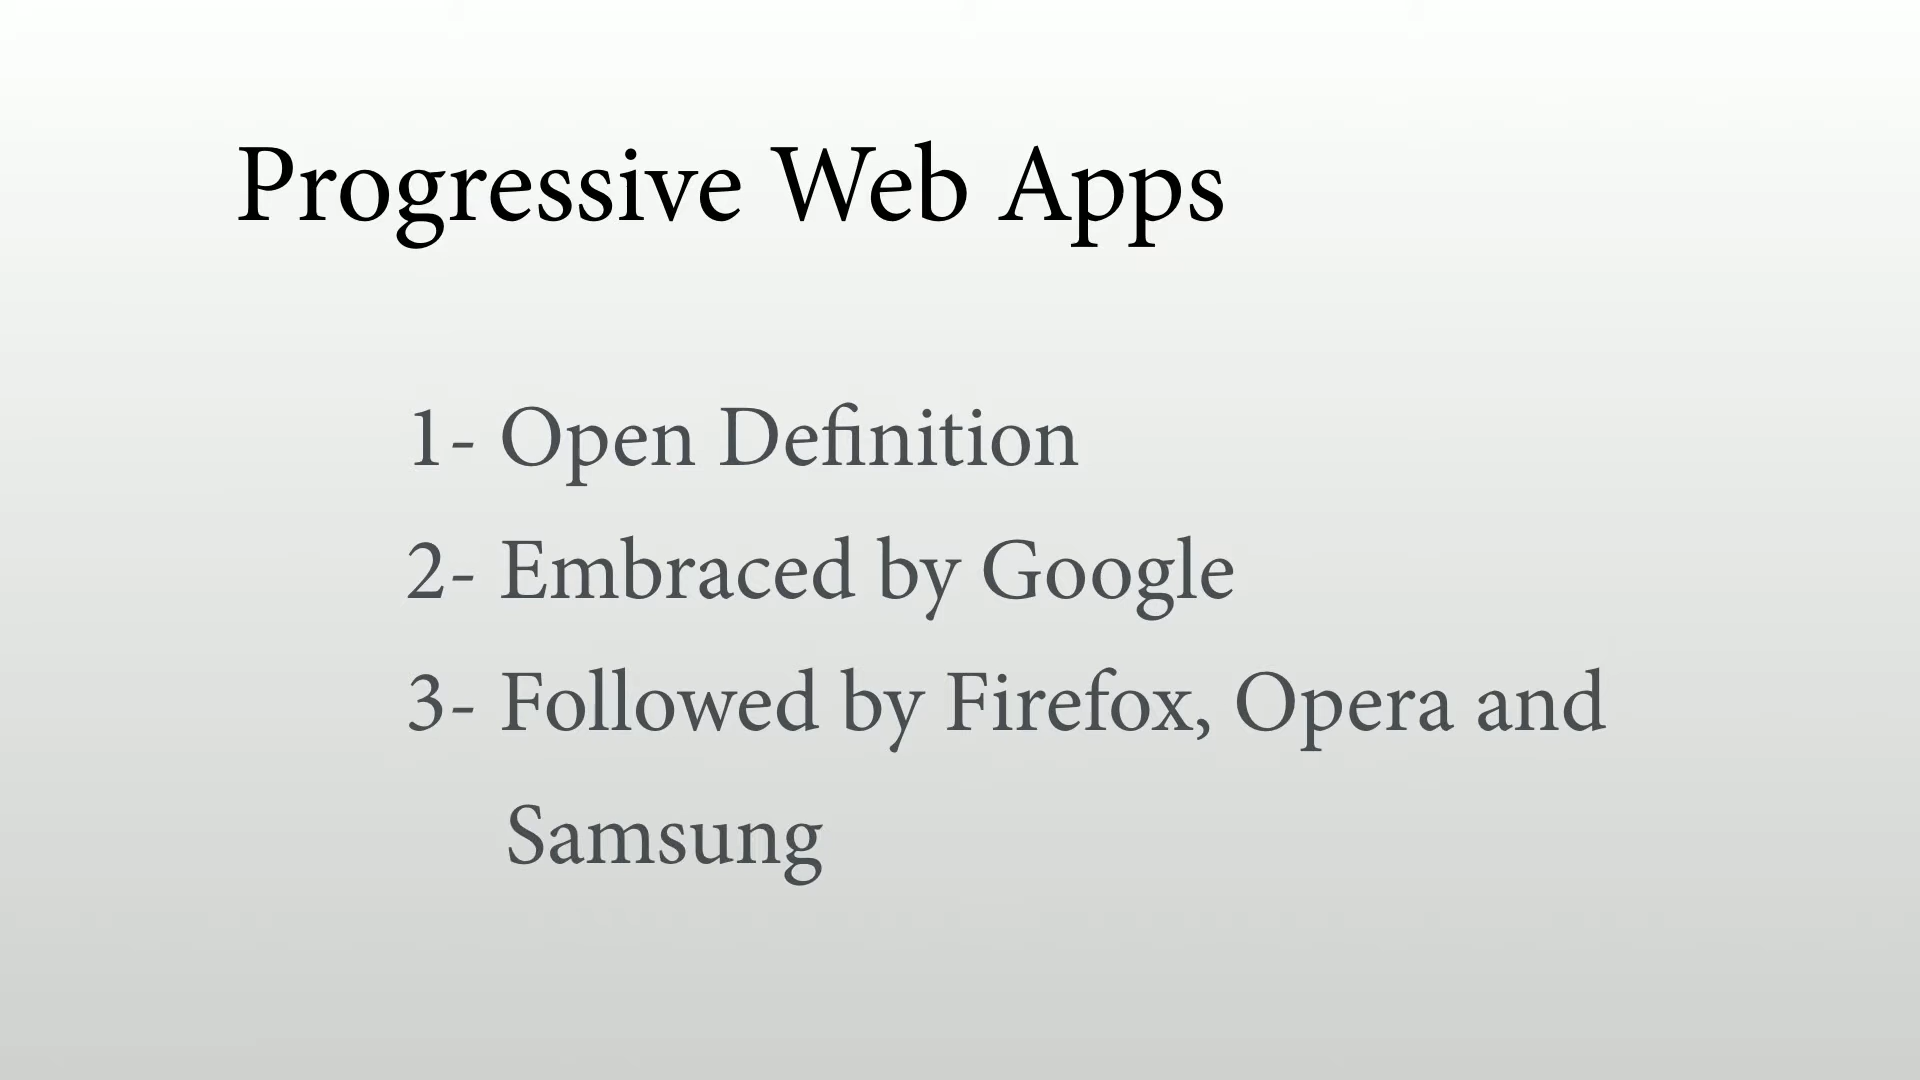 Progressive Web Apps
1- Open Definition
2- Embraced by Google
3- Followed by Firefox, Opera and
Samsung